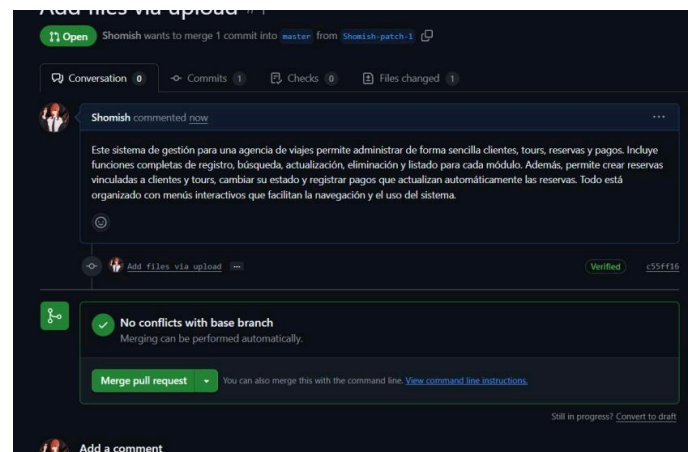 Add files via upload #1
Open Shomish wants to merge 1 commit into master from Shomish-patch-1
Conversation 0 Commits 1 Checks 0 Files changed 1
Shomish commented now
Este sistema de gestión para una agencia de viajes permite administrar de forma sencilla clientes, tours, reservas y pagos. Incluye
funciones completas de registro, búsqueda, actualización, eliminación y listado para cada módulo. Además, permite crear reservas
vinculadas a clientes y tours, cambiar su estado y registrar pagos que actualizan automáticamente las reservas. Todo está
organizado con menús interactivos que facilitan la navegación y el uso del sistema.
Add files via upload Verified c55ff16
No conflicts with base branch
Merging can be performed automatically.
Merge pull request You can also merge this with the command line. View command line instructions.
Still in progress? Convert to draft
Add a comment